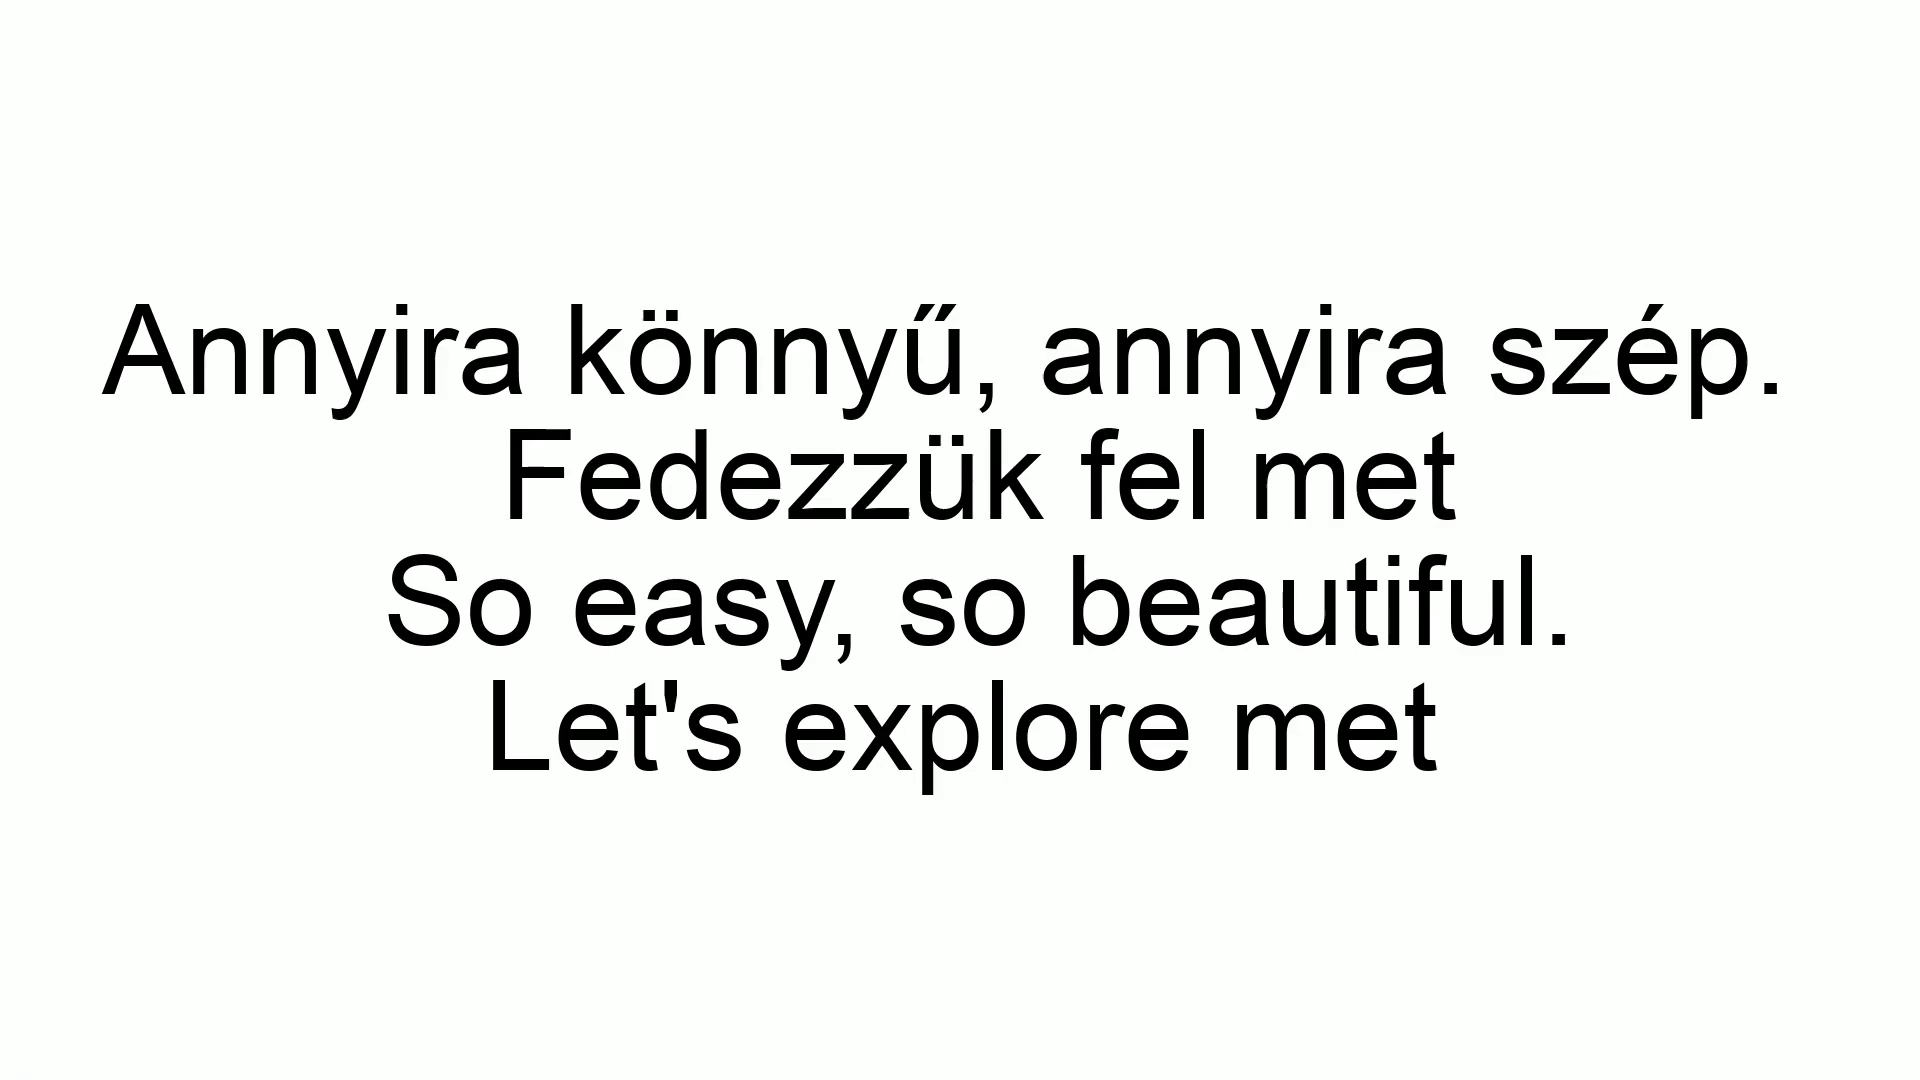 Annyira könnyű, annyira szép.
Fedezzük fel met
So easy, so beautiful.
Let's explore met